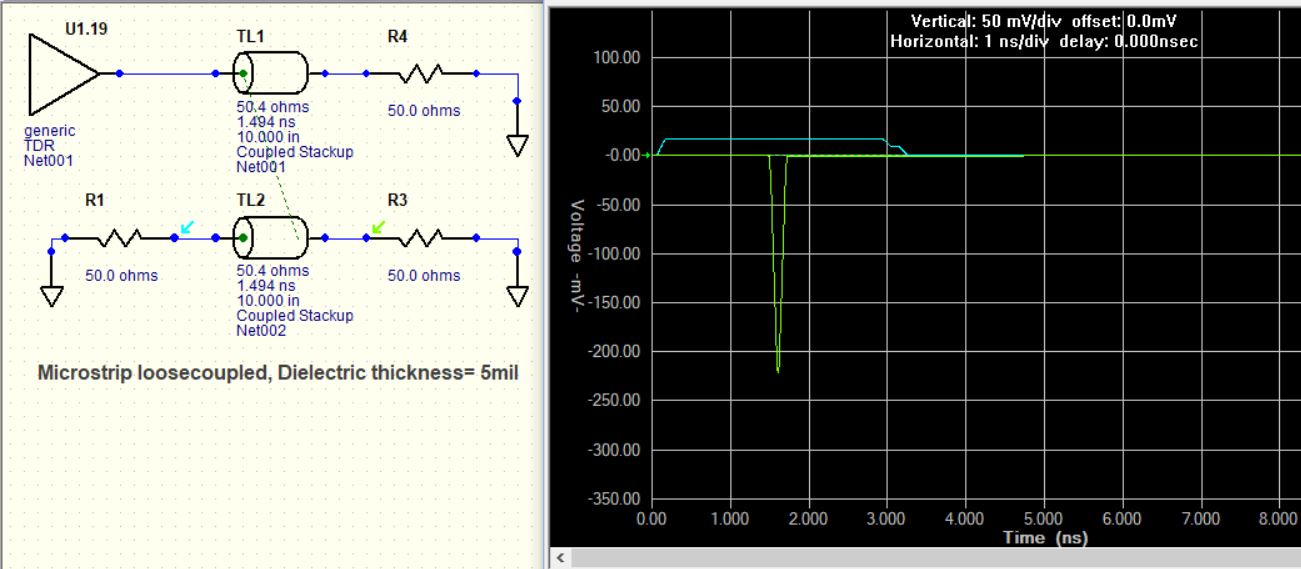 U1.19
TL1
R4
50.4 ohms
1.494 ns
10.000 in
Coupled Stackup
Net001
50.0 ohms
generic
TDR
Net001
R1
TL2
R3
50.0 ohms
50.4 ohms
1.494 ns
10.000 in
Coupled Stackup
Net002
50.0 ohms
Microstrip loosecoupled, Dielectric thickness= 5mil
Vertical: 50 mV/div offset: 0.0mV
Horizontal: 1 ns/div delay: 0.000nsec
100.00
50.00
-0.00
-50.00
-100.00
-150.00
-200.00
-250.00
-300.00
-350.00
Voltage -mV-
0.00 1.000 2.000 3.000 4.000 5.000 6.000 7.000 8.000
Time (ns)